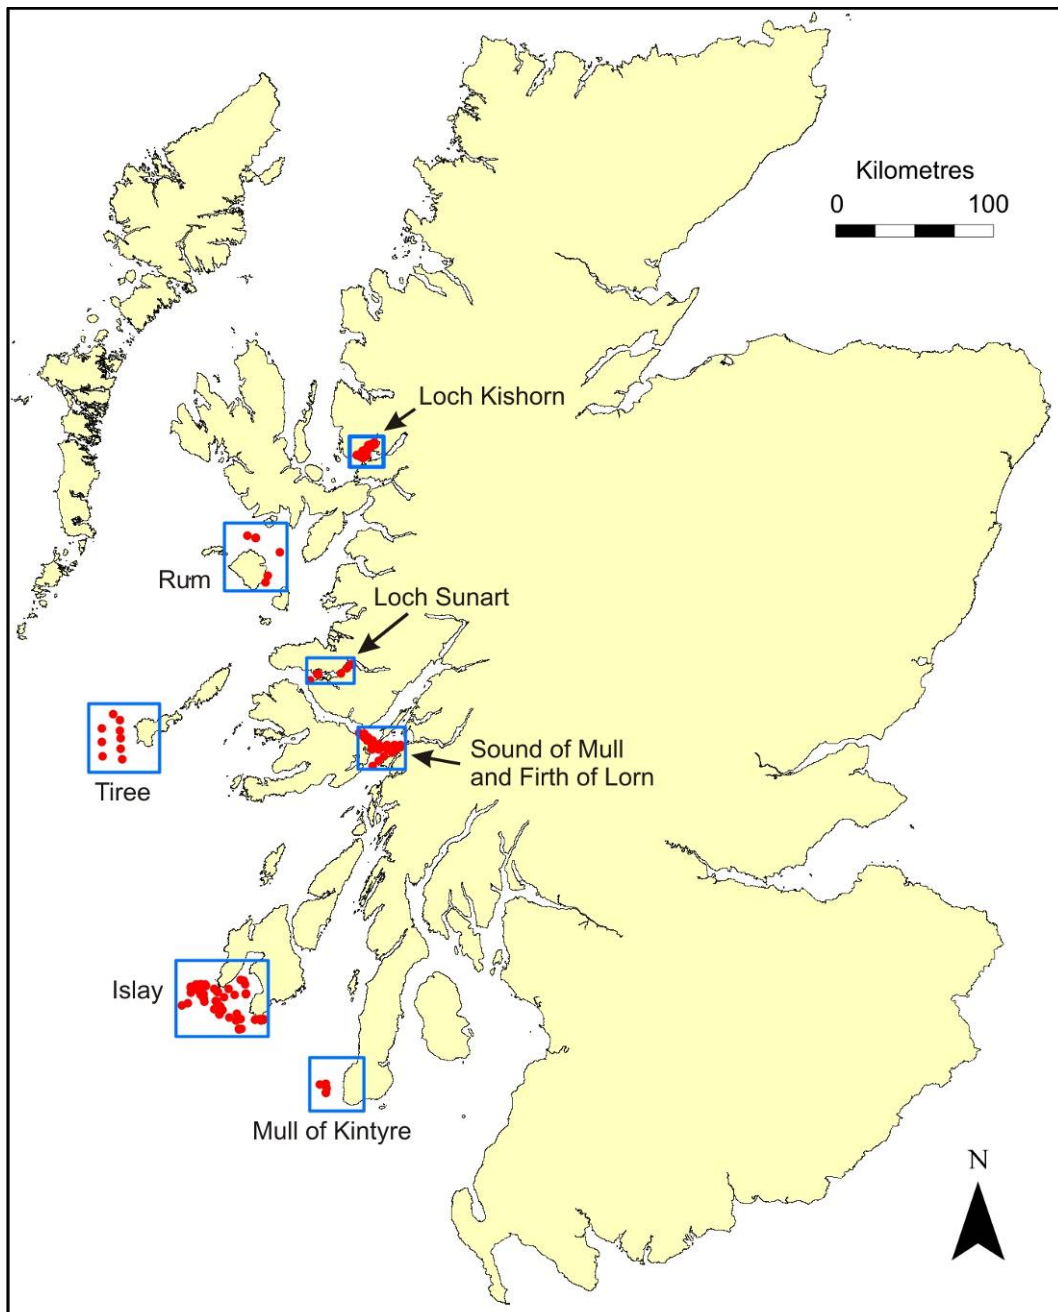 Kilometres
0 100
Loch Kishorn
Rum
Loch Sunart
Sound of Mull
and Firth of Lorn
Tiree
Islay
Mull of Kintyre
N